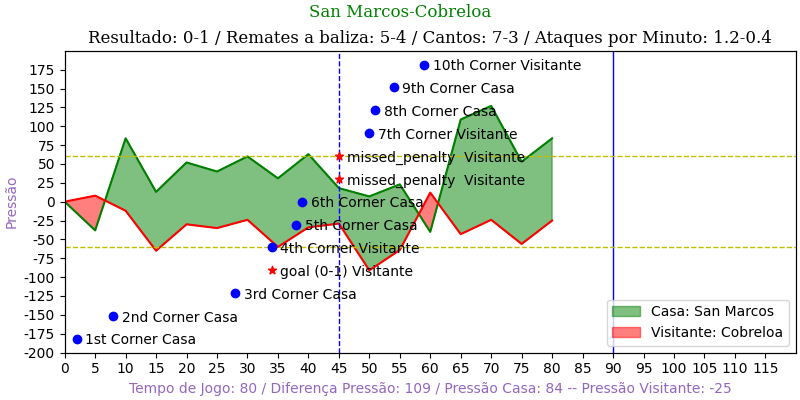 San Marcos-Cobreloa
Resultado: 0-1 / Remates a baliza: 5-4 / Cantos: 7-3 / Ataques por Minuto: 1.2-0.4
Pressão
175
150
125
100
75
50
25
0
-25
-50
-75
-100
-125
-150
-175
-200
10th Corner Visitante
9th Corner Casa
8th Corner Casa
7th Corner Visitante
missed_penalty  Visitante
missed_penalty  Visitante
6th Corner Casa
5th Corner Casa
4th Corner Visitante
goal (0-1) Visitante
3rd Corner Casa
2nd Corner Casa
1st Corner Casa
Casa: San Marcos
Visitante: Cobreloa
0 5 10 15 20 25 30 35 40 45 50 55 60 65 70 75 80 85 90 95 100 105 110 115
Tempo de Jogo: 80 / Diferença Pressão: 109 / Pressão Casa: 84 -- Pressão Visitante: -25